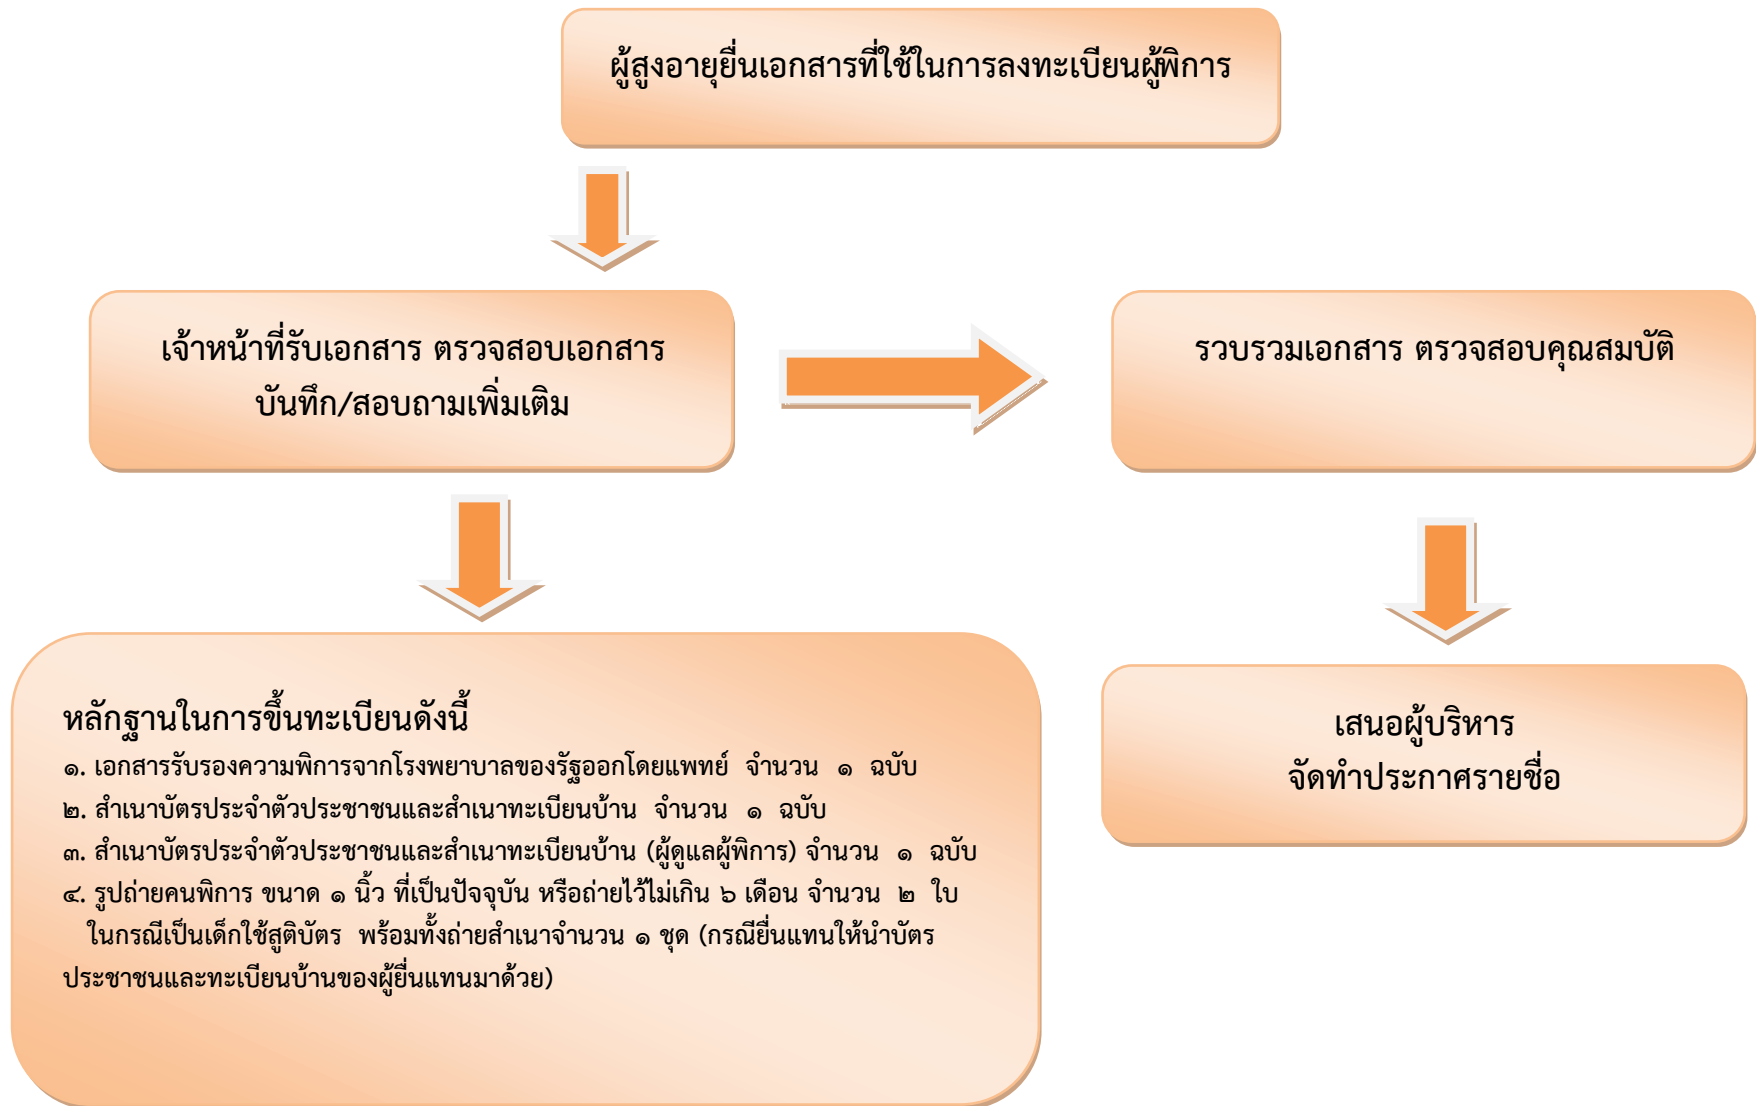 ผู้สูงอายุยื่นเอกสารที่ใช้ในการลงทะเบียนผู้พิการ
เจ้าหน้าที่รับเอกสาร ตรวจสอบเอกสาร
บันทึก/สอบถามเพิ่มเติม
รวบรวมเอกสาร ตรวจสอบคุณสมบัติ
หลักฐานในการขึ้นทะเบียนดังนี้
๑. เอกสารรับรองความพิการจากโรงพยาบาลของรัฐออกโดยแพทย์ จำนวน ๑ ฉบับ
๒. สำเนาบัตรประจำตัวประชาชนและสำเนาทะเบียนบ้าน จำนวน ๑ ฉบับ
๓. สำเนาบัตรประจำตัวประชาชนและสำเนาทะเบียนบ้าน (ผู้ดูแลผู้พิการ) จำนวน ๑ ฉบับ
๔. รูปถ่ายคนพิการ ขนาด ๑ นิ้ว ที่เป็นปัจจุบัน หรือถ่ายไว้ไม่เกิน ๖ เดือน จำนวน ๒ ใบ
ในกรณีเป็นเด็กใช้สูติบัตร พร้อมทั้งถ่ายสำเนาจำนวน ๑ ชุด (กรณียื่นแทนให้นำบัตร
ประชาชนและทะเบียนบ้านของผู้ยื่นแทนมาด้วย)
เสนอผู้บริหาร
จัดทำประกาศรายชื่อ